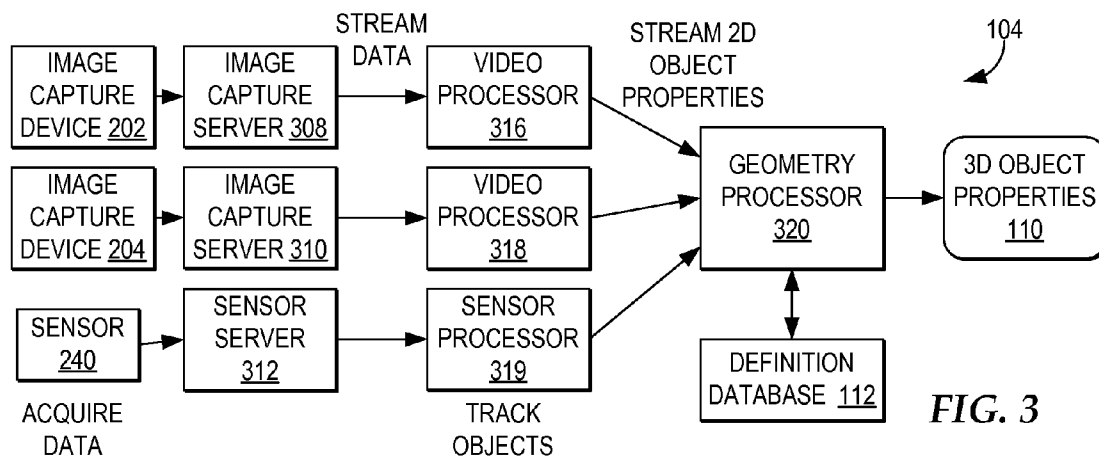 STREAM
DATA
STREAM 2D
OBJECT
PROPERTIES
104
IMAGE
CAPTURE
DEVICE 202
IMAGE
CAPTURE
SERVER 308
VIDEO
PROCESSOR
316
IMAGE
CAPTURE
DEVICE 204
IMAGE
CAPTURE
SERVER 310
VIDEO
PROCESSOR
318
GEOMETRY
PROCESSOR
320
3D OBJECT
PROPERTIES
110
SENSOR
240
SENSOR
SERVER
312
SENSOR
PROCESSOR
319
DEFINITION
DATABASE 112
ACQUIRE
DATA
TRACK
OBJECTS
FIG. 3